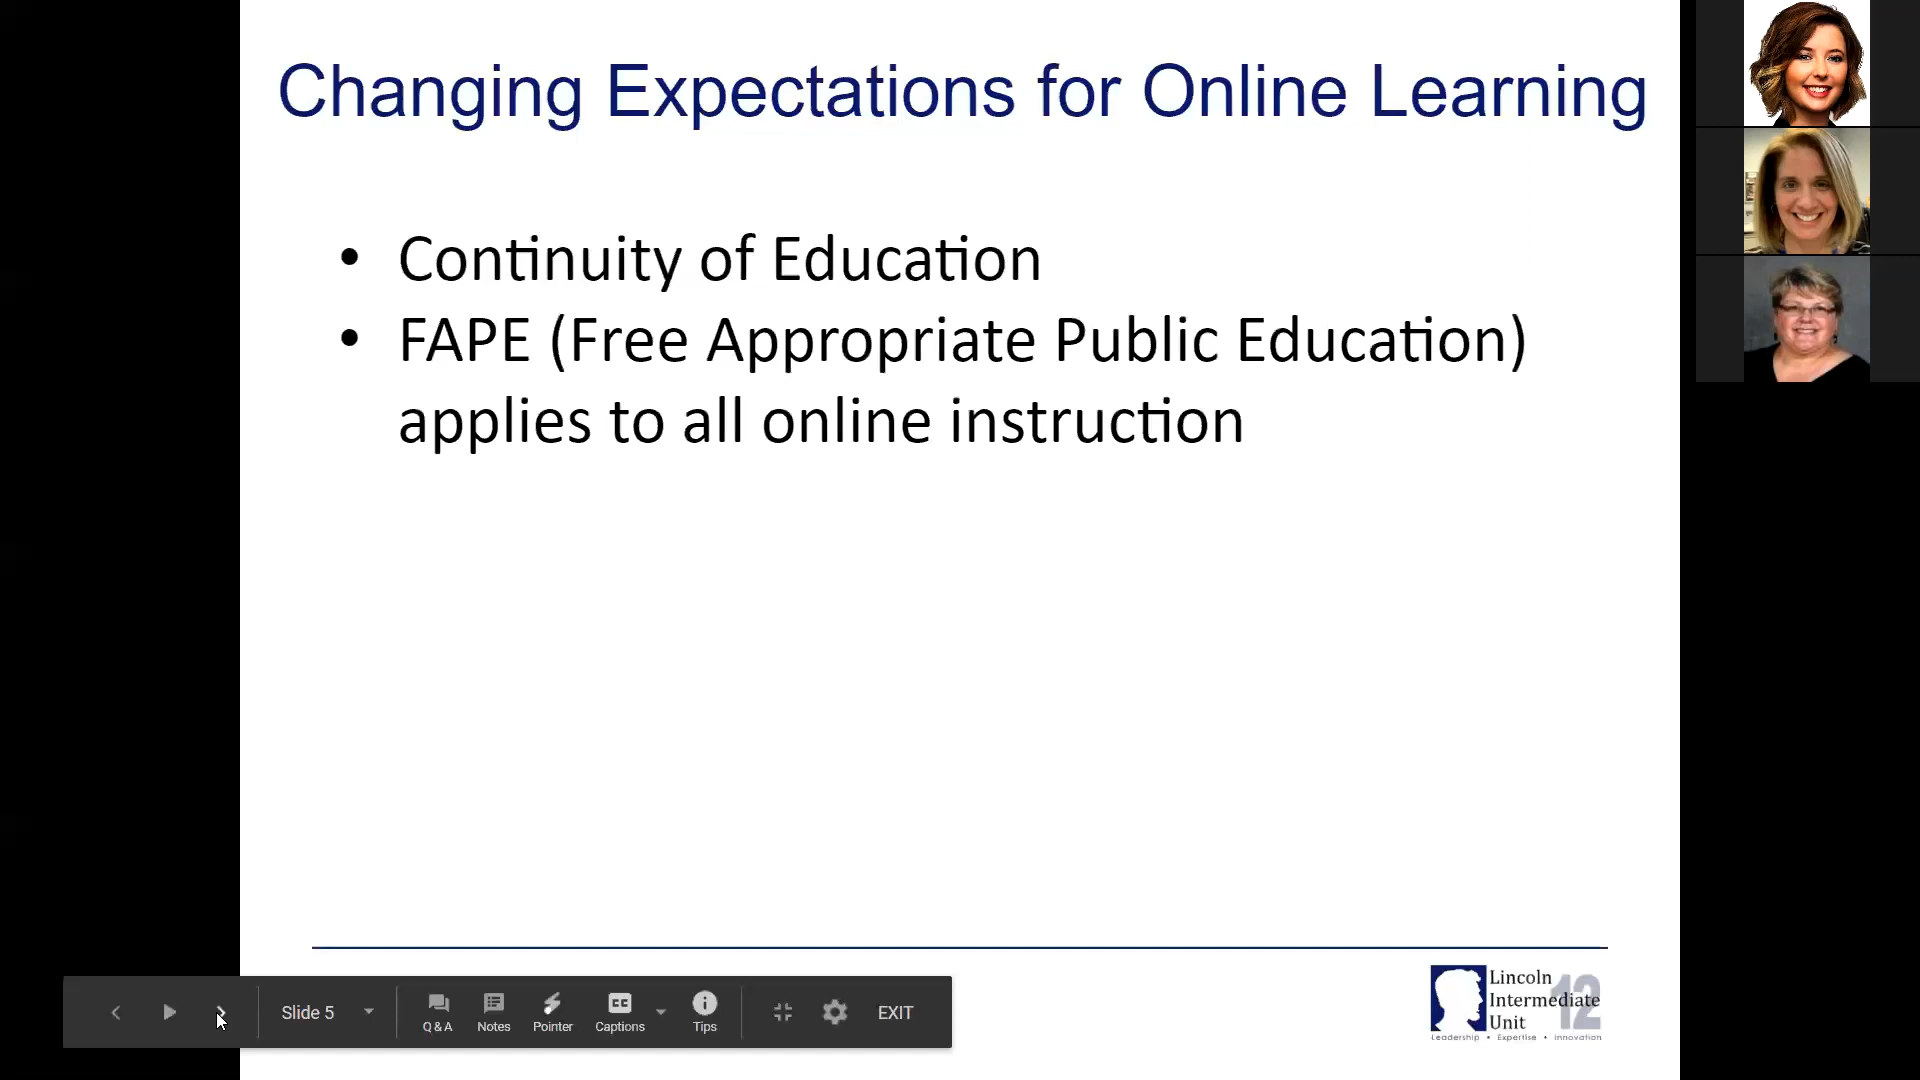 Changing Expectations for Online Learning
• Continuity of Education
• FAPE (Free Appropriate Public Education)
applies to all online instruction
Lincoln
Intermediate
Unit
12
Leadership • Expertise • Innovation
Slide 5
Q & A
Notes
Pointer
CC
Captions
Tips
EXIT